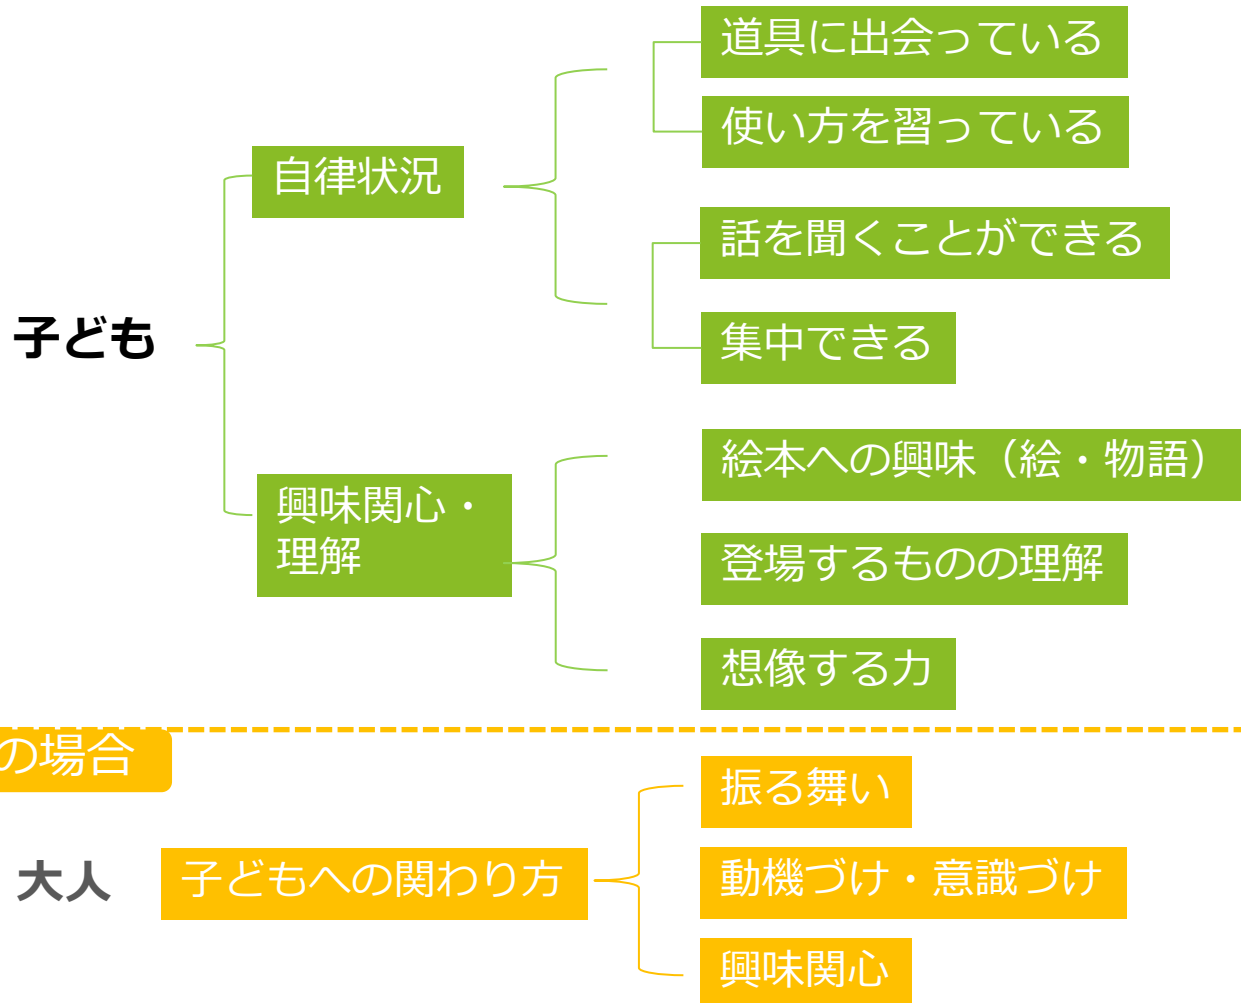 道具に出会っている
使い方を習っている
自律状況
話を聞くことができる
集中できる
子ども
絵本への興味（絵・物語）
興味関心・
理解
登場するものの理解
想像する力
の場合
振る舞い
大人
子どもへの関わり方
動機づけ・意識づけ
興味関心